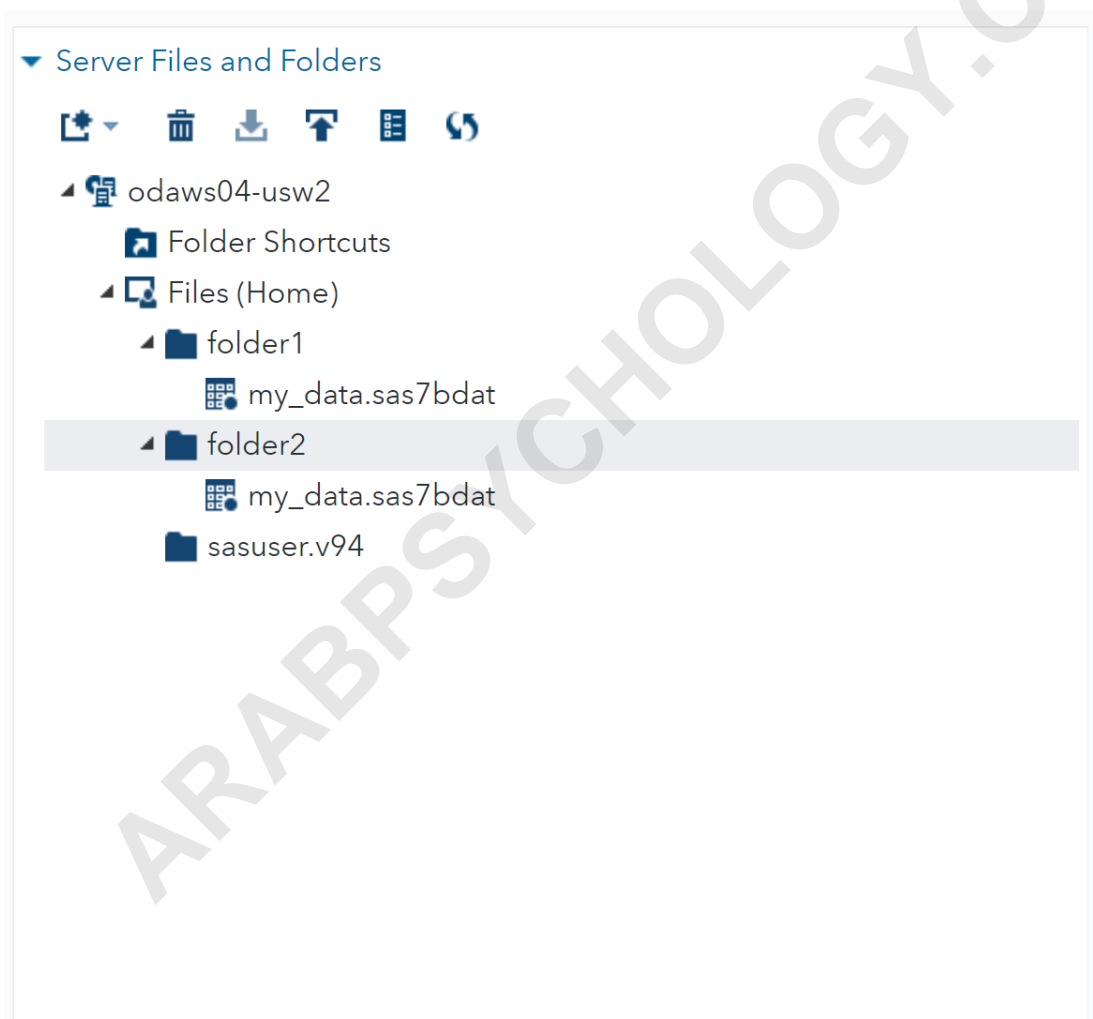 Server Files and Folders
odaws04-usw2
Folder Shortcuts
Files (Home)
folder1
my_data.sas7bdat
folder2
my_data.sas7bdat
sasuser.v94
ARABPSYCHOLOGY.